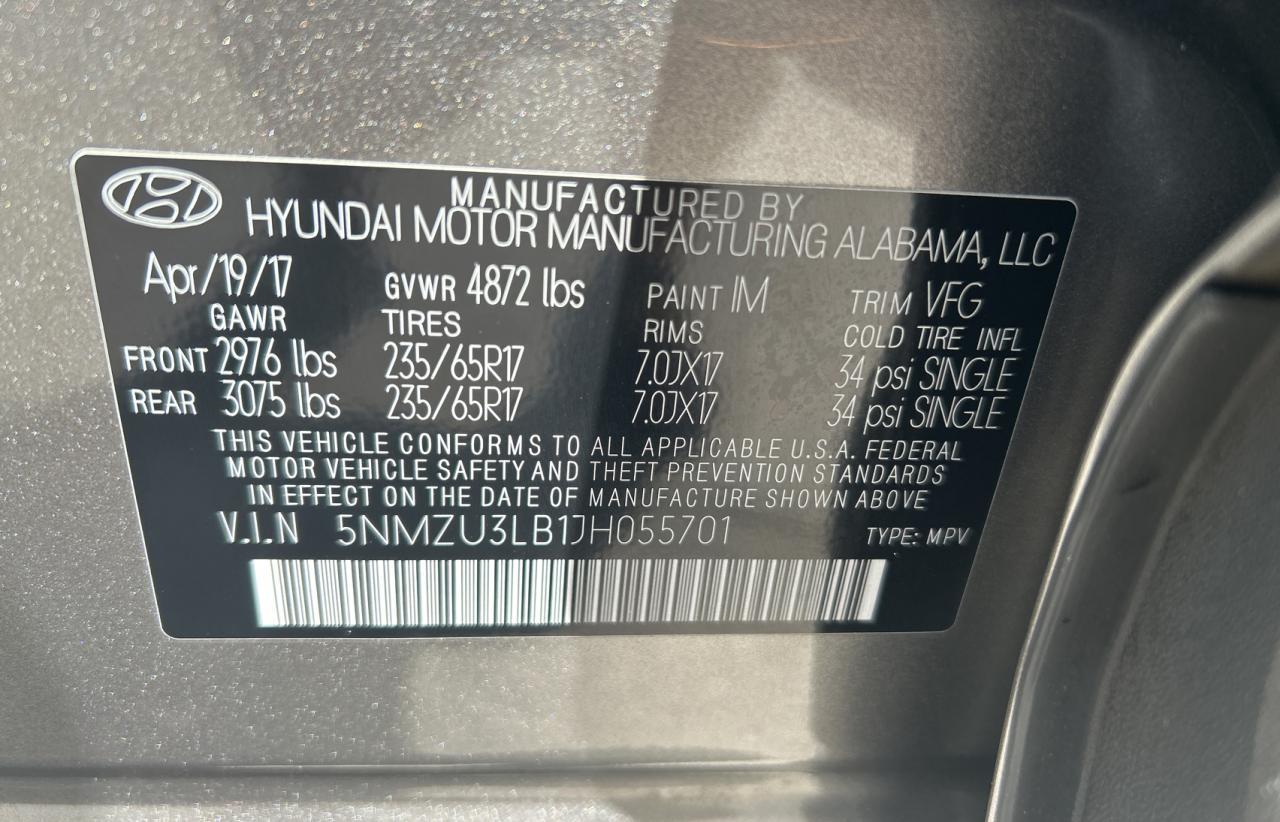 MANUFACTURED BY
HYUNDAI MOTOR MANUFACTURING ALABAMA, LLC
Apr/19/17 GVWR 4872 lbs PAINT IM TRIM VFG
GAWR TIRES RIMS COLD TIRE INFL
FRONT 2976 lbs 235/65R17 7.0JX17 34 psi SINGLE
REAR 3075 lbs 235/65R17 7.0JX17 34 psi SINGLE
THIS VEHICLE CONFORMS TO ALL APPLICABLE U.S.A. FEDERAL
MOTOR VEHICLE SAFETY AND THEFT PREVENTION STANDARDS
IN EFFECT ON THE DATE OF MANUFACTURE SHOWN ABOVE
V.I.N 5NMZU3LB1JH055701 TYPE: MPV